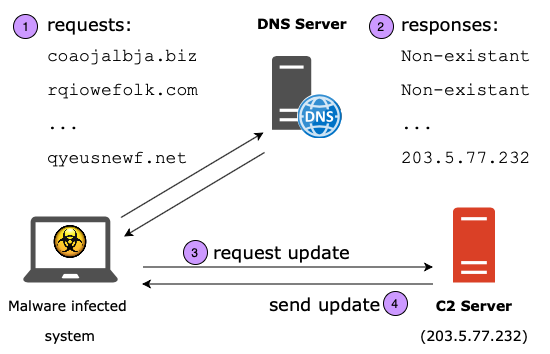 1 requests:
DNS Server
2 responses:
coaojalbja.biz
Non-existant
rqiowefolk.com
Non-existant
...
...
DNS
qyeusnewf.net
203.5.77.232
3 request update
send update 4
Malware infected
system
C2 Server
(203.5.77.232)